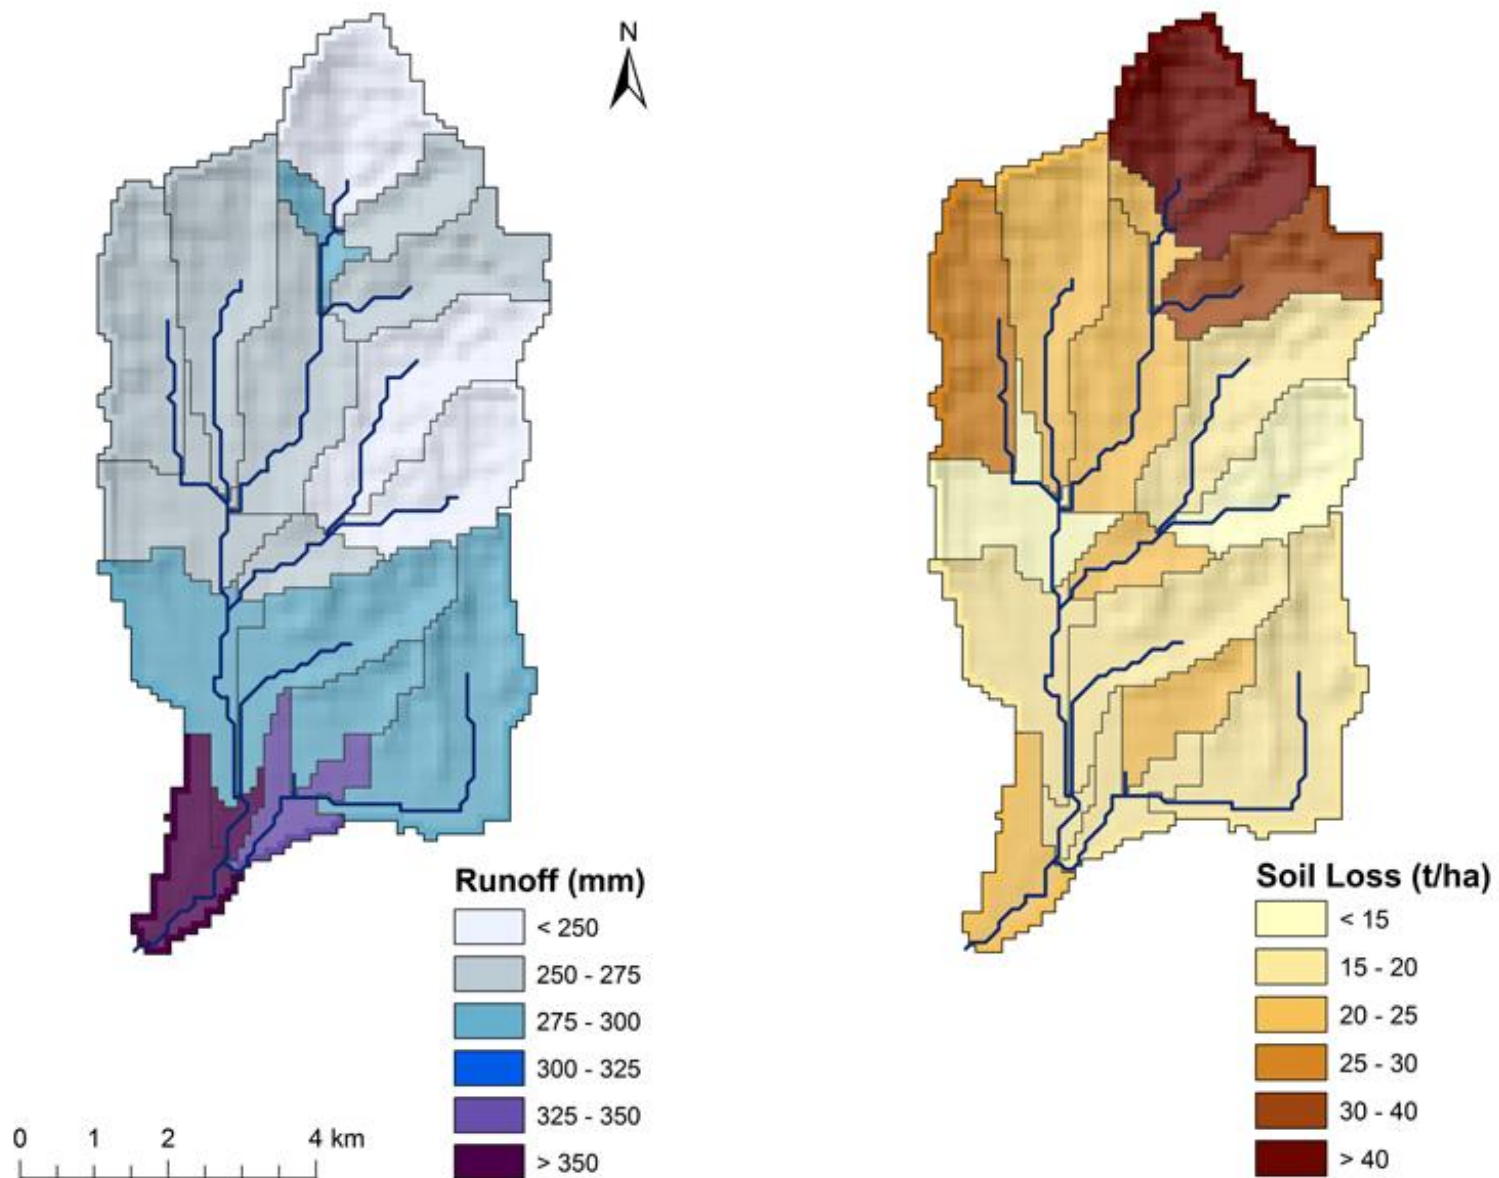 N
Runoff (mm)
< 250
250 - 275
275 - 300
300 - 325
325 - 350
> 350
0 1 2 4 km
Soil Loss (t/ha)
< 15
15 - 20
20 - 25
25 - 30
30 - 40
> 40